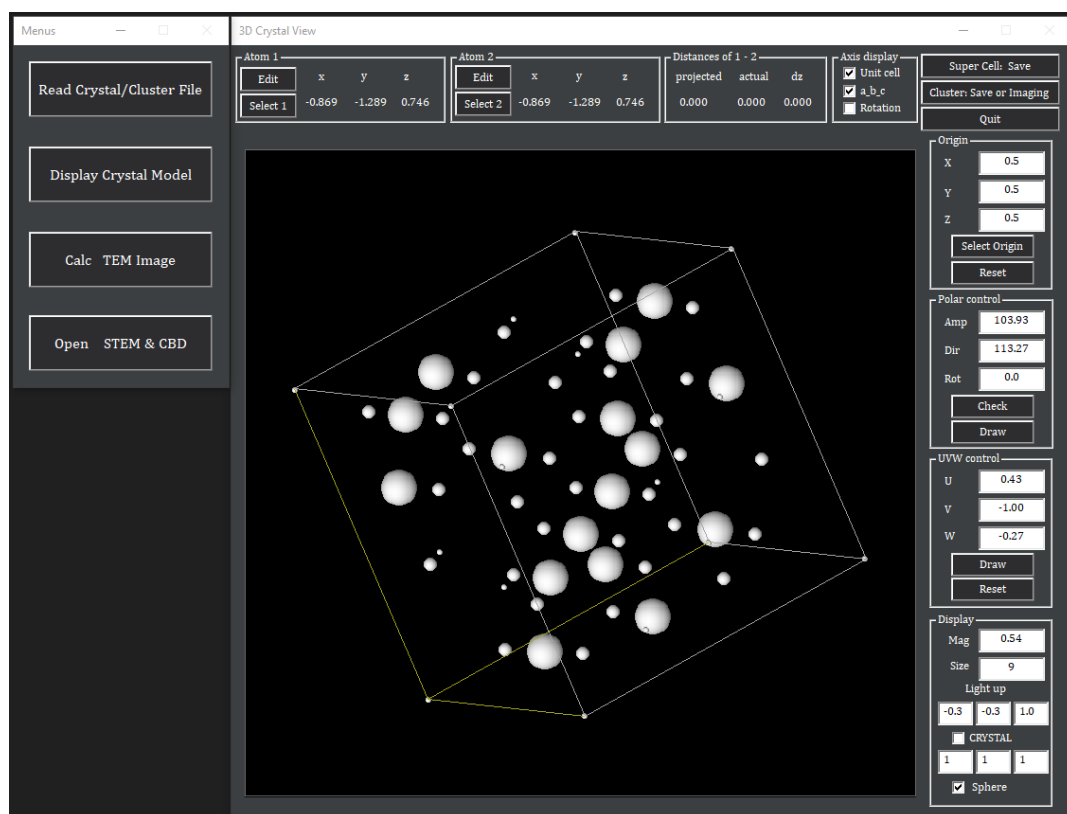 Menus
Read Crystal/Cluster File
Display Crystal Model
Calc TEM Image
Open STEM & CBD
3D Crystal View
Atom 1
Edit x y z
Select 1 -0.869 -1.289 0.746
Atom 2
Edit x y z
Select 2 -0.869 -1.289 0.746
Distances of 1 - 2
projected actual dz
0.000 0.000 0.000
Axis display
Unit cell
a_b_c
Rotation
Super Cell: Save
Cluster: Save or Imaging
Quit
Origin
X 0.5
Y 0.5
Z 0.5
Select Origin
Reset
Polar control
Amp 103.93
Dir 113.27
Rot 0.0
Check
Draw
UVW control
U 0.43
V -1.00
W -0.27
Draw
Reset
Display
Mag 0.54
Size 9
Light up
-0.3 -0.3 1.0
CRYSTAL
1 1 1
Sphere